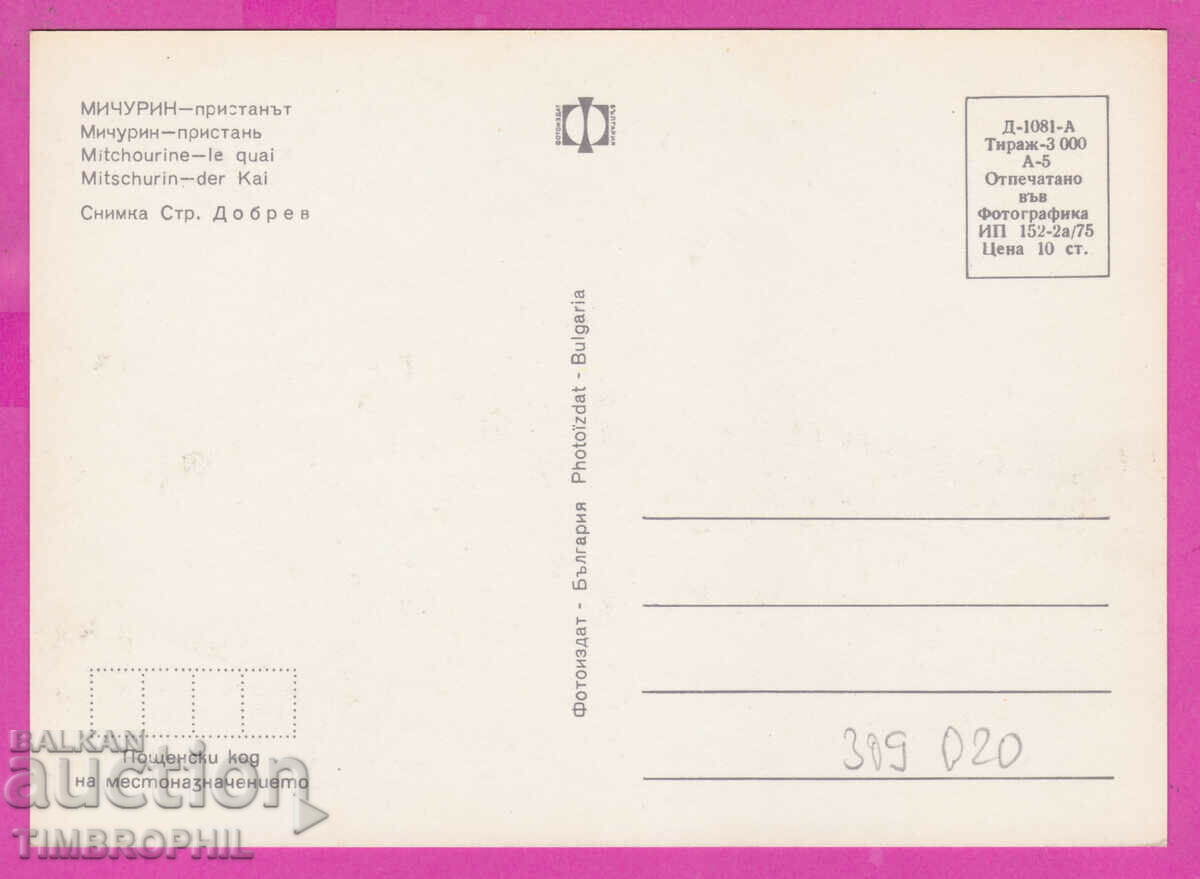 МИЧУРИН—пристанът
Мичурин—пристань
Mitchourine—le quai
Mitschurin—der Kai
Снимка Стр. Добрев
ФОТОИЗДАТ
БЪЛГАРИЯ
Д-1081-А
Тираж-3 000
А-5
Отпечатано
във
Фотографика
ИП 152-2а/75
Цена 10 ст.
Фотоиздат - България Photoïzdat - Bulgaria
Пощенски код
на местоназначението
309 020
BALKAN
auction
TIMBROPHIL